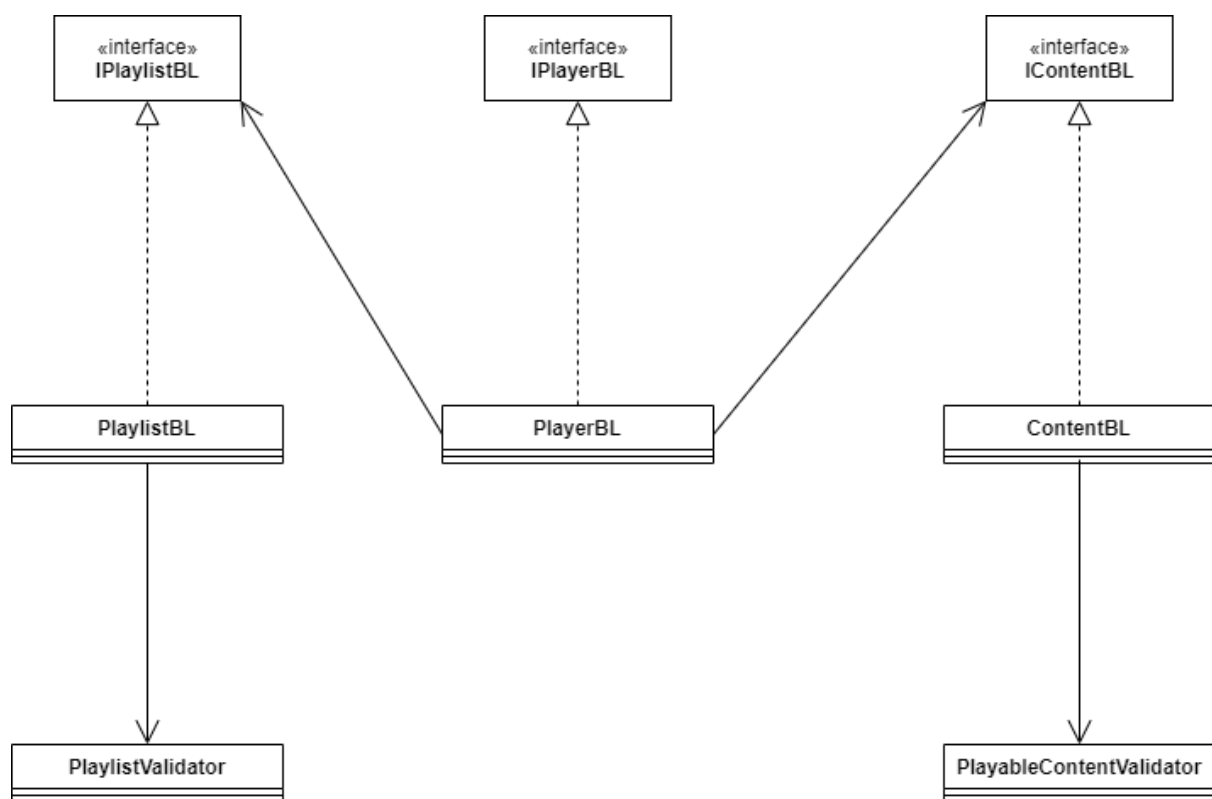 «interface»
IPlaylistBL
«interface»
IPlayerBL
«interface»
IContentBL
PlaylistBL
PlayerBL
ContentBL
PlaylistValidator
PlayableContentValidator